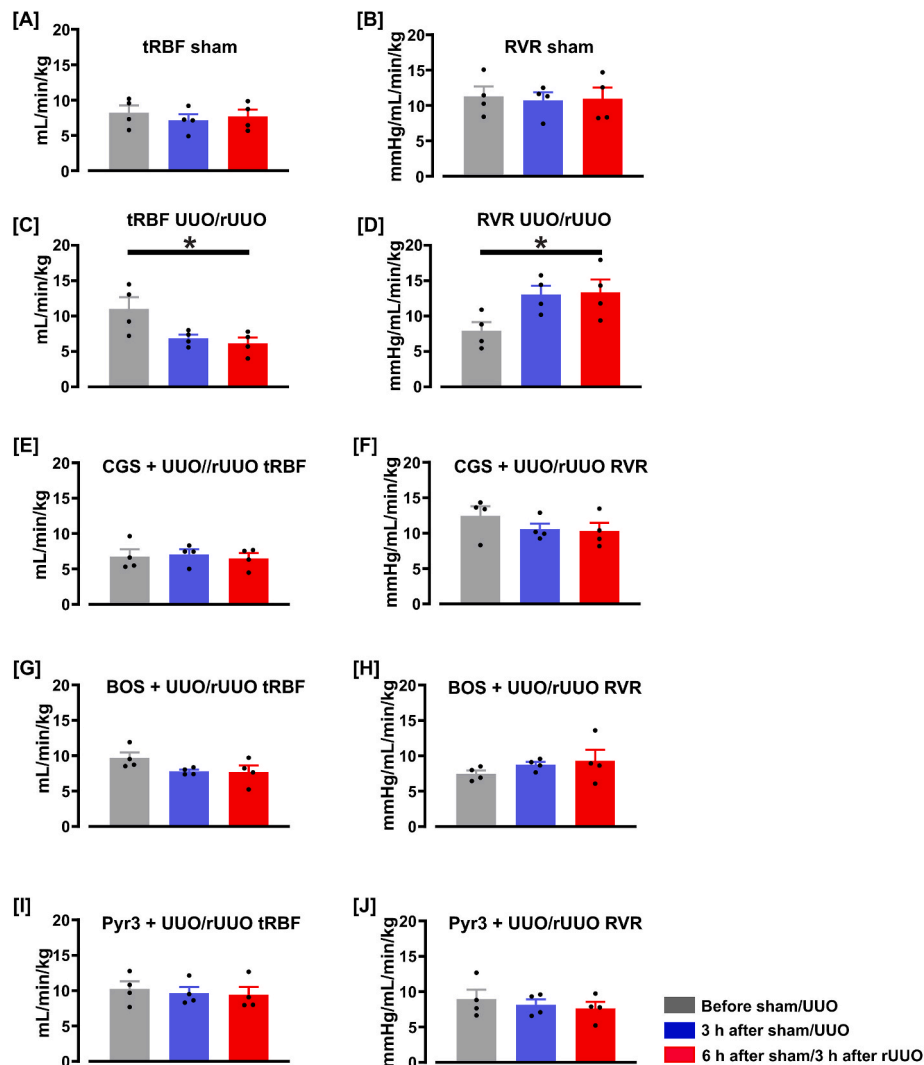 [A]
tRBF sham
mL/min/kg
20
15
10
5
0
[B]
RVR sham
mmHg/mL/min/kg
20
15
10
5
0
[C]
tRBF UUO/rUUO
*
mL/min/kg
20
15
10
5
0
[D]
RVR UUO/rUUO
*
mmHg/mL/min/kg
20
15
10
5
0
[E]
CGS + UUO//rUUO tRBF
mL/min/kg
20
15
10
5
0
[F]
CGS + UUO/rUUO RVR
mmHg/mL/min/kg
20
15
10
5
0
[G]
BOS + UUO/rUUO tRBF
mL/min/kg
20
15
10
5
0
[H]
BOS + UUO/rUUO RVR
mmHg/mL/min/kg
20
15
10
5
0
[I]
Pyr3 + UUO/rUUO tRBF
mL/min/kg
20
15
10
5
0
[J]
Pyr3 + UUO/rUUO RVR
mmHg/mL/min/kg
20
15
10
5
0
Before sham/UUO
3 h after sham/UUO
6 h after sham/3 h after rUUO